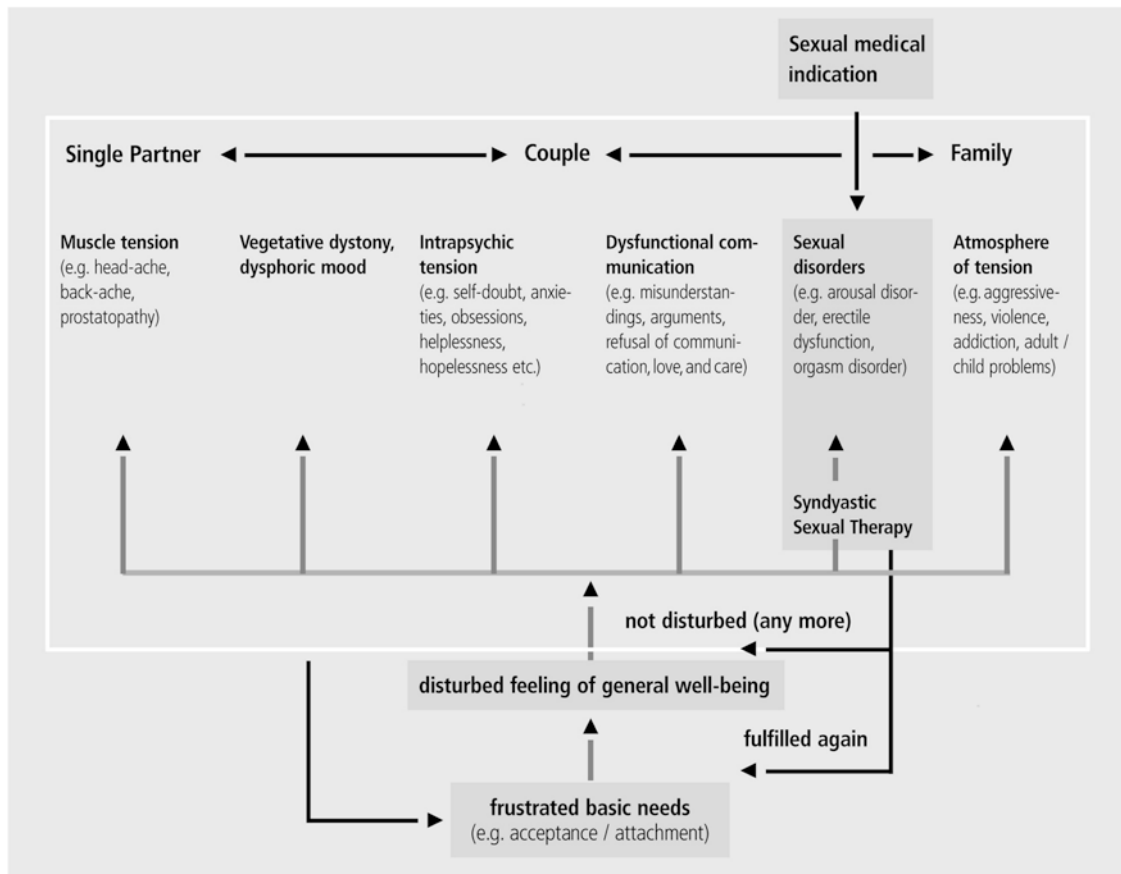 Sexual medical
indication
Single Partner
Couple
Family
Muscle tension
(e.g. head-ache,
back-ache,
prostatopathy)
Vegetative dystony,
dysphoric mood
Intrapsychic
tension
(e.g. self-doubt, anxie-
ties, obsessions,
helplessness,
hopelessness etc.)
Dysfunctional com-
munication
(e.g. misunderstan-
dings, arguments,
refusal of communi-
cation, love, and care)
Sexual
disorders
(e.g. arousal disor-
der, erectile
dysfunction,
orgasm disorder)
Atmosphere
of tension
(e.g. aggressive-
ness, violence,
addiction, adult /
child problems)
Syndyastic
Sexual Therapy
not disturbed (any more)
disturbed feeling of general well-being
fulfilled again
frustrated basic needs
(e.g. acceptance / attachment)